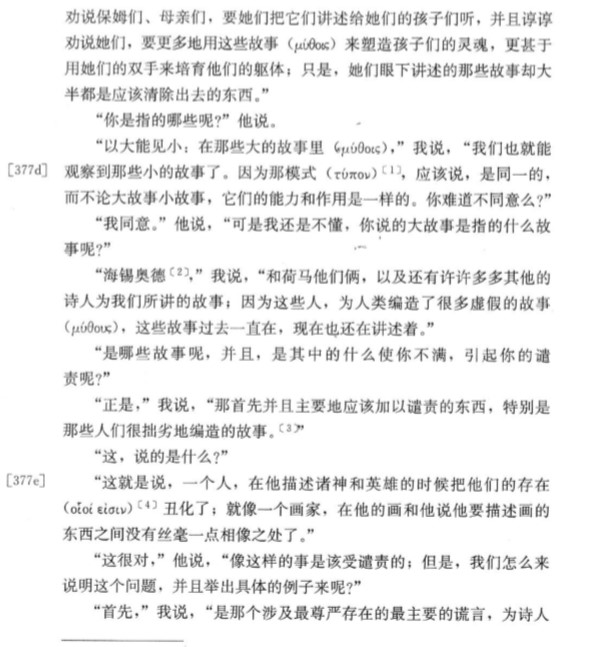 劝说保姆们、母亲们，要她们把它们讲述给她们的孩子们听，并且谆谆
劝说她们，要更多地用这些故事（μύθοις）来塑造孩子们的灵魂，更甚于
用她们的双手来培育他们的躯体；只是，她们眼下讲述的那些故事却大
半都是应该清除出去的东西。”
“你是指的哪些呢？”他说。
“以大能见小：在那些大的故事里（μύθοις），”我说，“我们也就能
[377d] 观察到那些小的故事了。因为那模式（τύπον）〔1〕，应该说，是同一的，
而不论大故事小故事，它们的能力和作用是一样的。你难道不同意么？”
“我同意。”他说，“可是我还是不懂，你说的大故事是指的什么故
事呢？”
“海锡奥德〔2〕，”我说，“和荷马他们俩，以及还有许许多多其他的
诗人为我们所讲的故事；因为这些人，为人类编造了很多虚假的故事
（μύθους），这些故事过去一直在，现在也还在讲述着。”
“是哪些故事呢，并且，是其中的什么使你不满，引起你的谴
责呢？”
“正是，”我说，“那首先并且主要地应该加以谴责的东西，特别是
那些人们很拙劣地编造的故事。〔3〕”
“这，说的是什么？”
[377e] “这就是说，一个人，在他描述诸神和英雄的时候把他们的存在
（οἷοί εἰσιν）〔4〕丑化了；就像一个画家，在他的画和他说他要描述画的
东西之间没有丝毫一点相像之处了。”
“这很对，”他说，“像这样的事是该受谴责的；但是，我们怎么来
说明这个问题，并且举出具体的例子来呢？”
“首先，”我说，“是那个涉及最尊严存在的最主要的谎言，为诗人